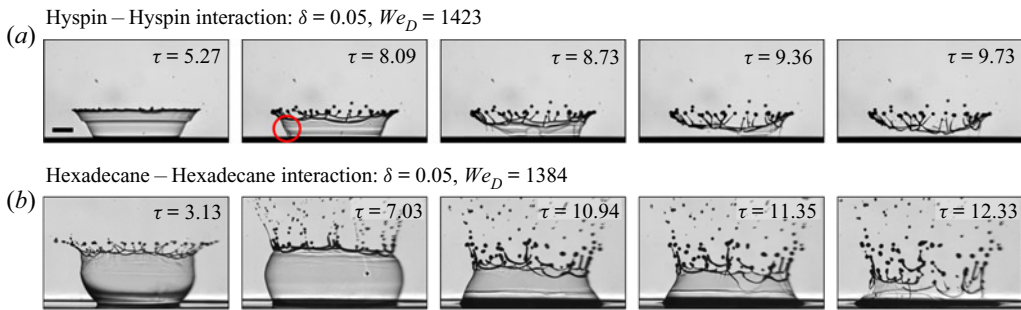 Hyspin – Hyspin interaction: δ = 0.05, We_D = 1423
(a)
τ = 5.27
τ = 8.09
τ = 8.73
τ = 9.36
τ = 9.73
Hexadecane – Hexadecane interaction: δ = 0.05, We_D = 1384
(b)
τ = 3.13
τ = 7.03
τ = 10.94
τ = 11.35
τ = 12.33